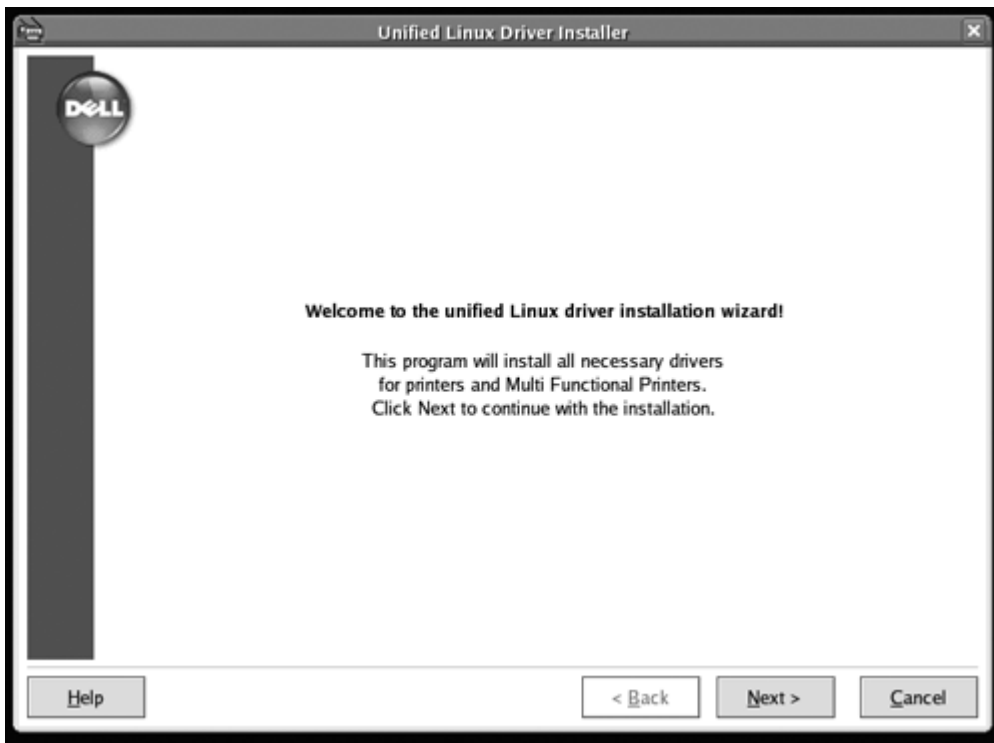 Unified Linux Driver Installer
DELL
Welcome to the unified Linux driver installation wizard!
This program will install all necessary drivers
for printers and Multi Functional Printers.
Click Next to continue with the installation.
Help
< Back
Next >
Cancel